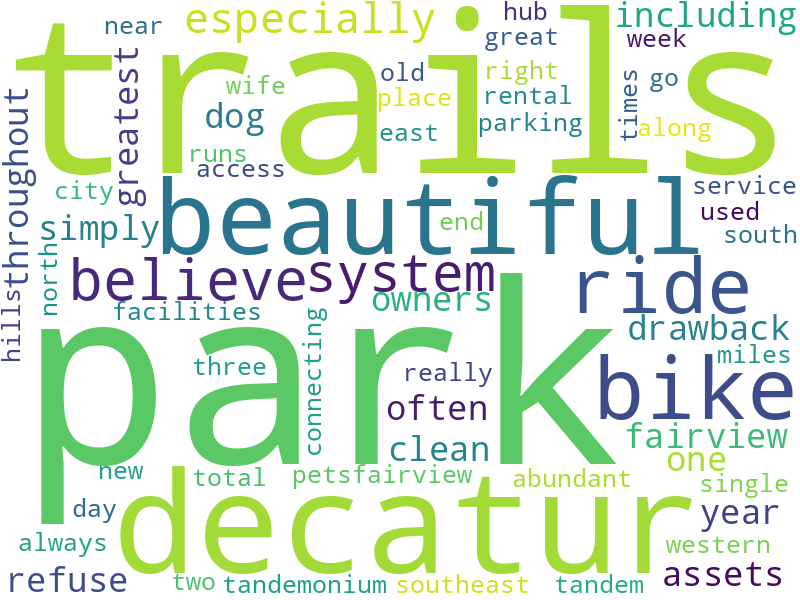 trails
especially
hub
including
near
great
week
old
right
go
wife
place
rental
times
greatest
dog
east
parking
along
throughout
runs
access
beautiful
service
city
end
used
simply
south
north
believe
system
ride
hills
facilities
owners
drawback
park
connecting
three
really
miles
bike
often
clean
fairview
one
new
total
petsfairview
abundant
single
decatur
day
year
always
western
refuse
two
tandemonium
southeast
tandem
assets